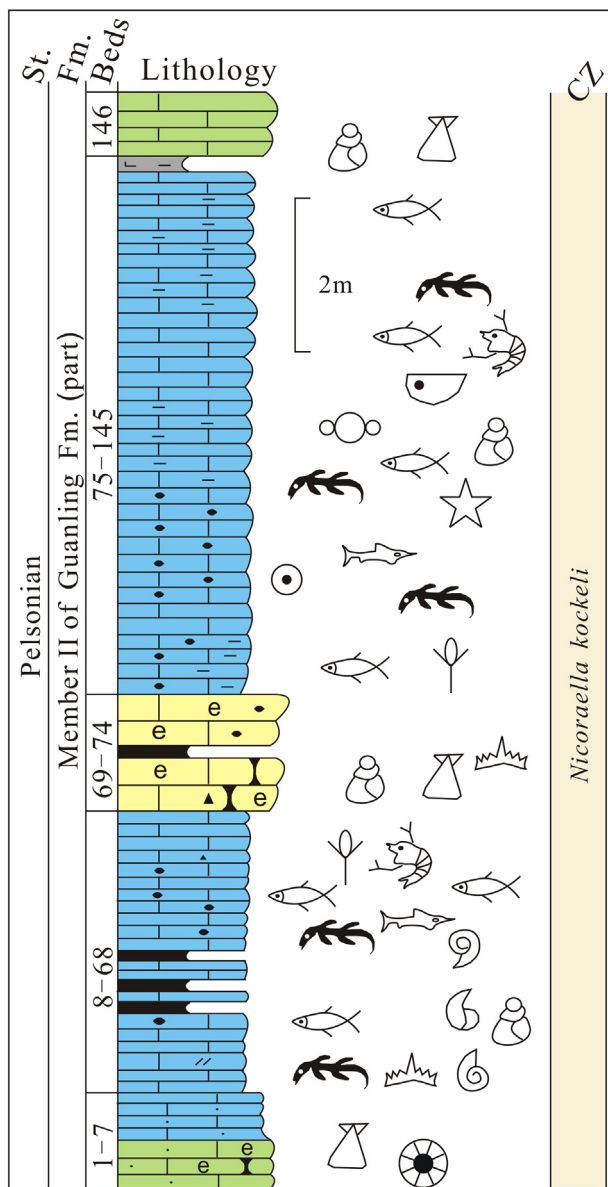 St.
Fm.
Beds
Lithology
CZ
146
2m
75–145
69–74
8–68
1–7
Pelsonian
Member II of Guanling Fm. (part)
Nicoraella kockeli
e
e
e
e
e
e